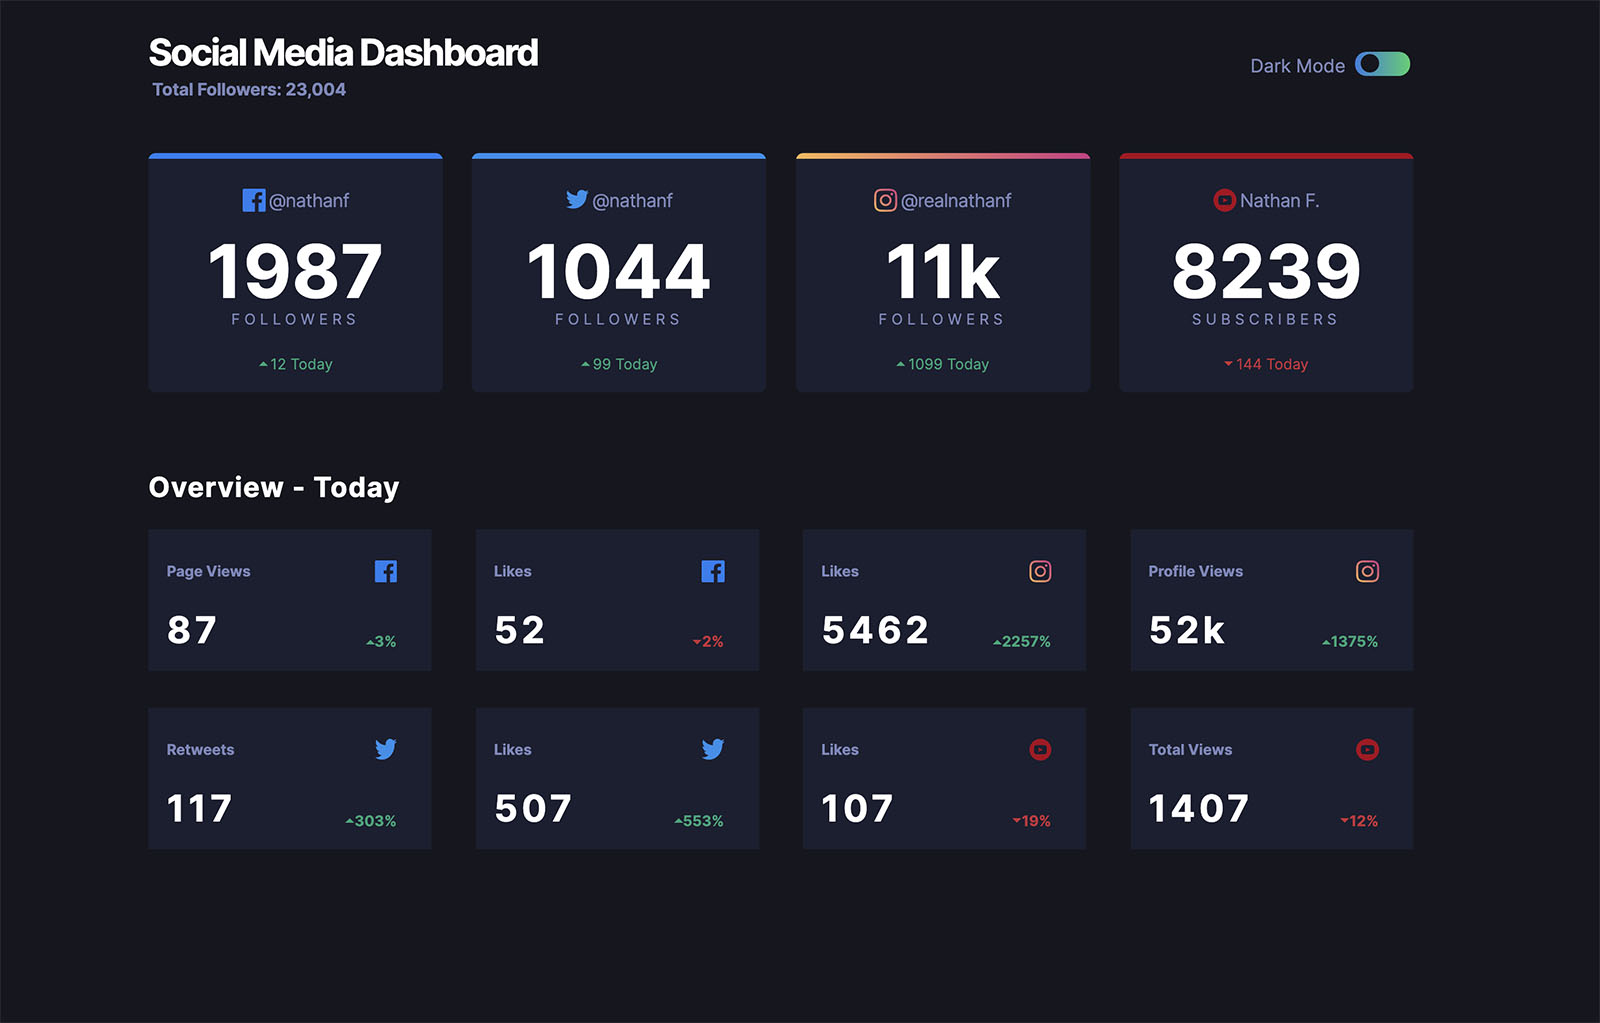 Social Media Dashboard
Total Followers: 23,004
Dark Mode
@nathanf
1987
FOLLOWERS
12 Today
@nathanf
1044
FOLLOWERS
99 Today
@realnathanf
11k
FOLLOWERS
1099 Today
Nathan F.
8239
SUBSCRIBERS
144 Today
Overview - Today
Page Views
87
3%
Likes
52
2%
Likes
5462
2257%
Profile Views
52k
1375%
Retweets
117
303%
Likes
507
553%
Likes
107
19%
Total Views
1407
12%